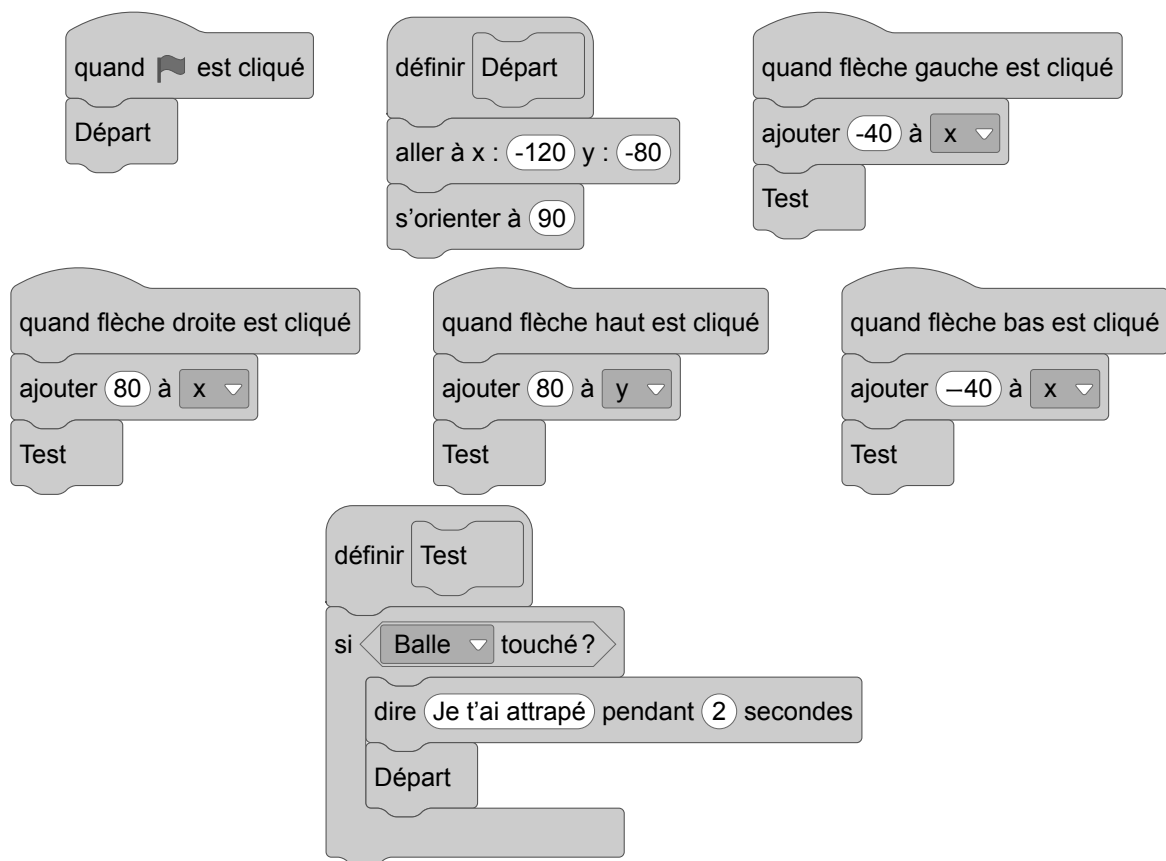 quand est cliqué
Départ
définir Départ
aller à x : -120 y : -80
s'orienter à 90
quand flèche gauche est cliqué
ajouter -40 à x
Test
quand flèche droite est cliqué
ajouter 80 à x
Test
quand flèche haut est cliqué
ajouter 80 à y
Test
quand flèche bas est cliqué
ajouter −40 à x
Test
définir Test
si Balle touché ?
dire Je t'ai attrapé pendant 2 secondes
Départ